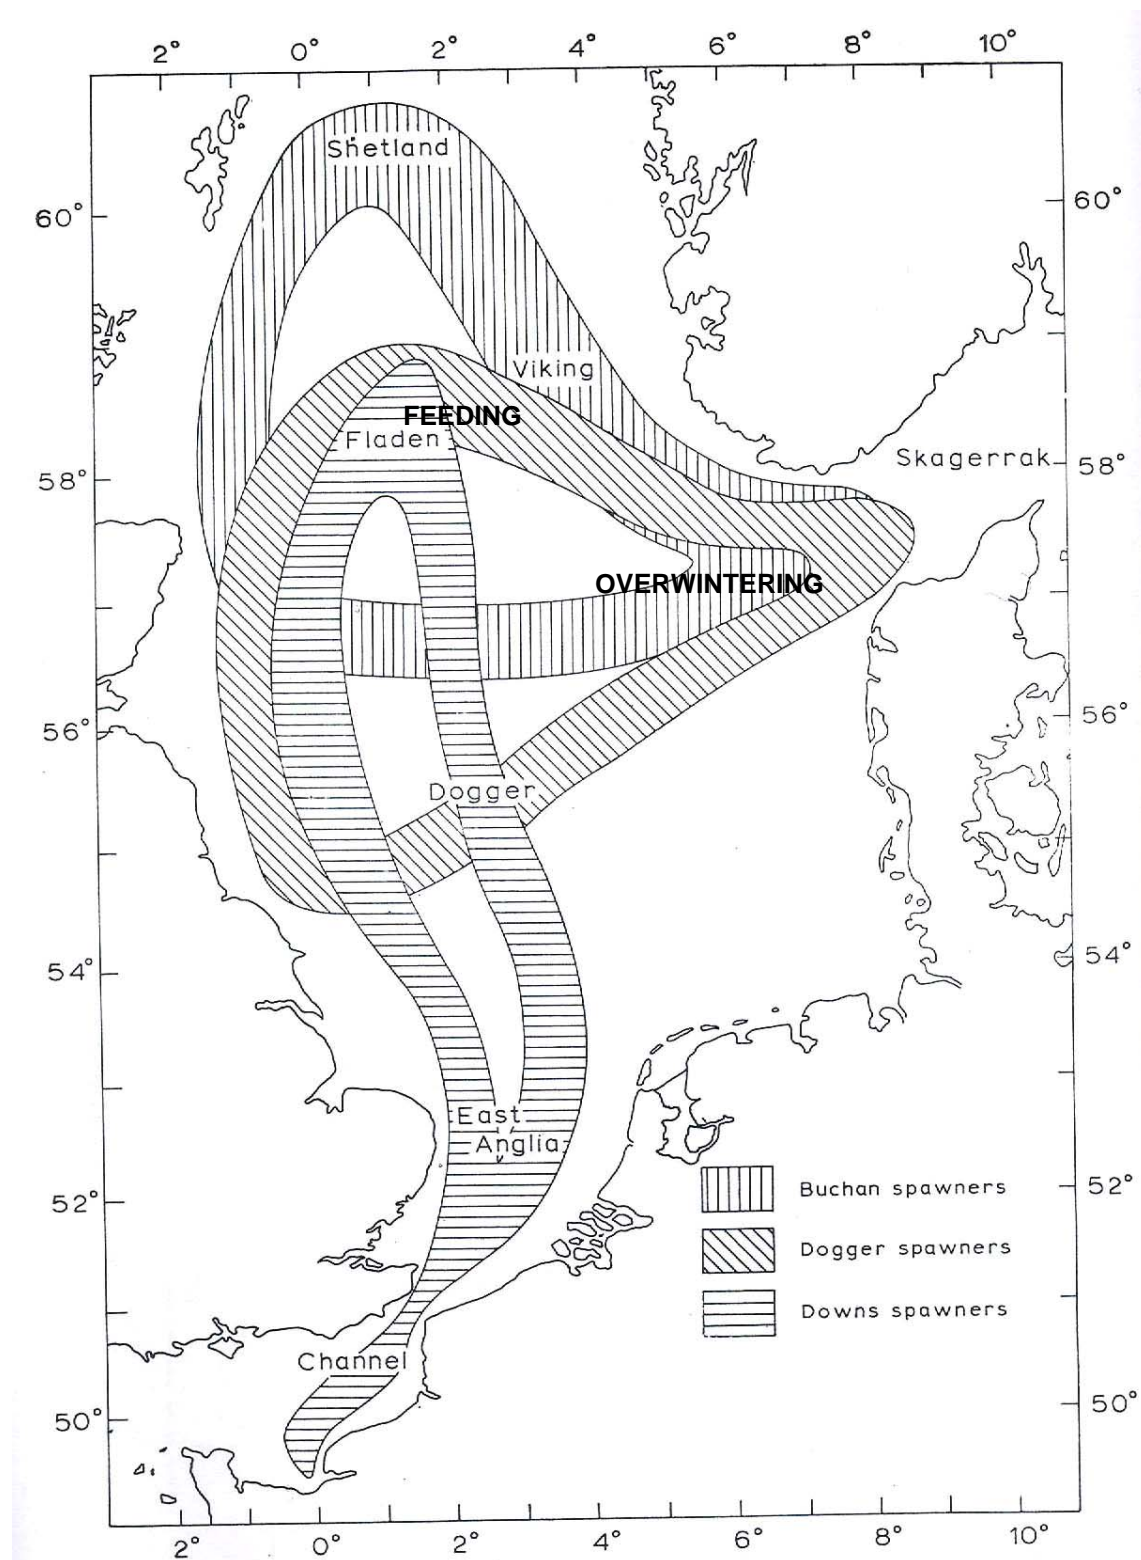 2° 0° 2° 4° 6° 8° 10°
Shetland
60° 60°
Viking
FEEDING
Fladen
Skagerrak
58° 58°
OVERWINTERING
56° 56°
Dogger
54° 54°
East
Anglia
52° 52°
Buchan spawners
Dogger spawners
Downs spawners
Channel
50° 50°
2° 0° 2° 4° 6° 8° 10°